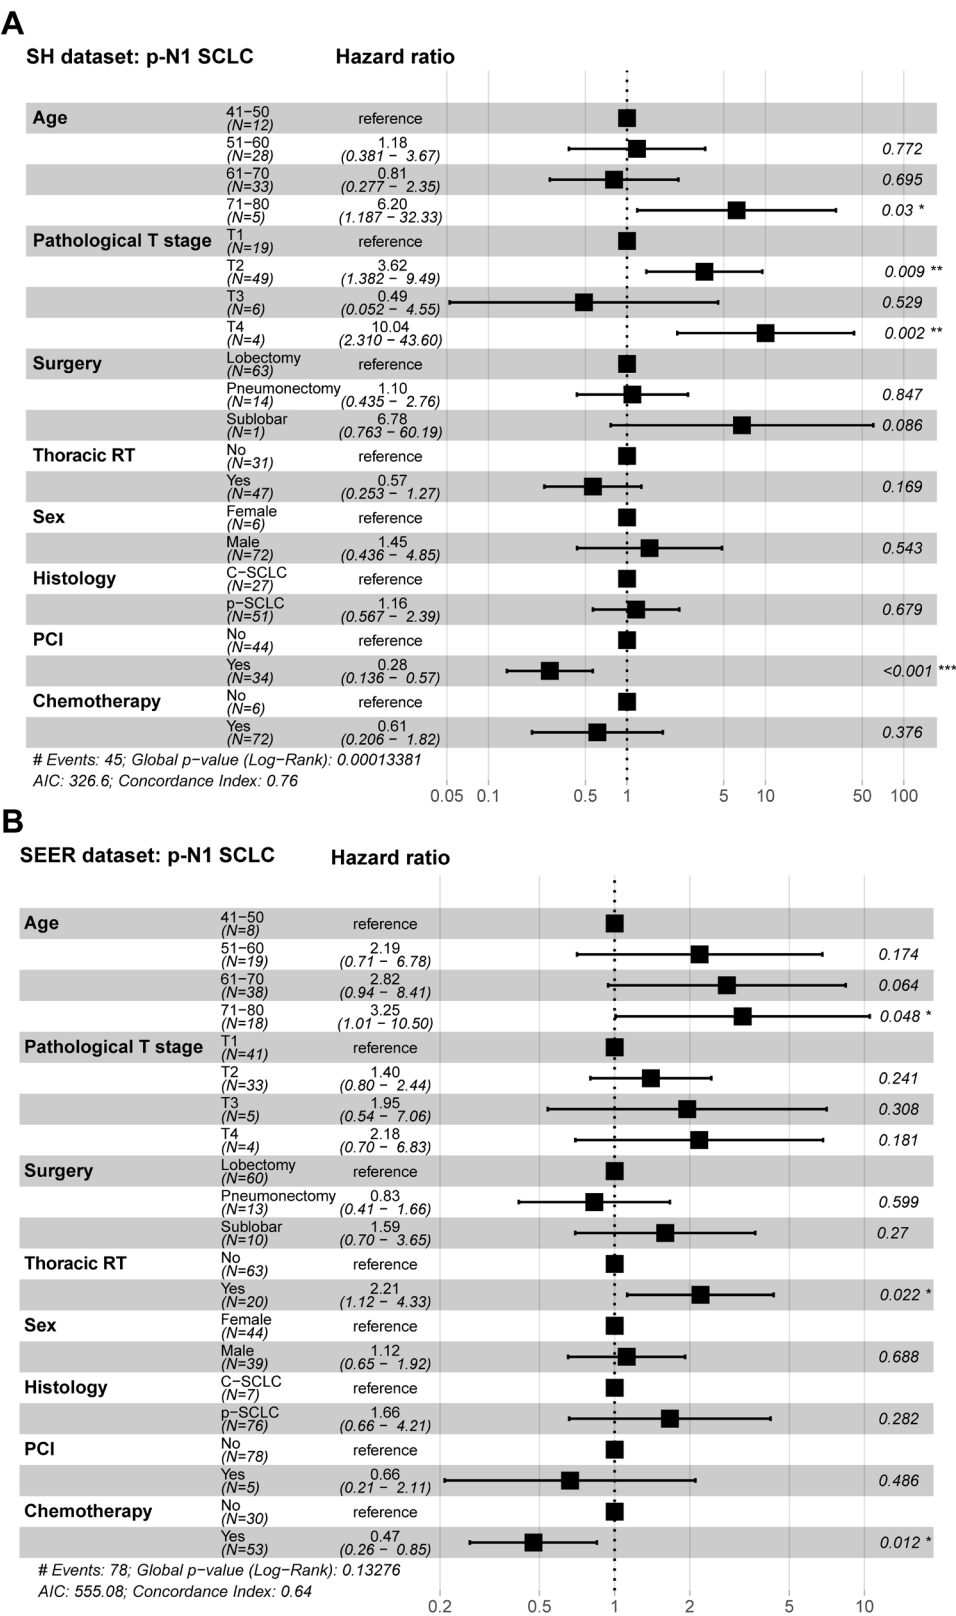 A
SH dataset: p-N1 SCLC Hazard ratio
Age 41−50 (N=12) reference
51−60 (N=28) 1.18 (0.381 − 3.67) 0.772
61−70 (N=33) 0.81 (0.277 − 2.35) 0.695
71−80 (N=5) 6.20 (1.187 − 32.33) 0.03 *
Pathological T stage T1 (N=19) reference
T2 (N=49) 3.62 (1.382 − 9.49) 0.009 **
T3 (N=6) 0.49 (0.052 − 4.55) 0.529
T4 (N=4) 10.04 (2.310 − 43.60) 0.002 **
Surgery Lobectomy (N=63) reference
Pneumonectomy (N=14) 1.10 (0.435 − 2.76) 0.847
Sublobar (N=1) 6.78 (0.763 − 60.19) 0.086
Thoracic RT No (N=31) reference
Yes (N=47) 0.57 (0.253 − 1.27) 0.169
Sex Female (N=6) reference
Male (N=72) 1.45 (0.436 − 4.85) 0.543
Histology C−SCLC (N=27) reference
p−SCLC (N=51) 1.16 (0.567 − 2.39) 0.679
PCI No (N=44) reference
Yes (N=34) 0.28 (0.136 − 0.57) <0.001 ***
Chemotherapy No (N=6) reference
Yes (N=72) 0.61 (0.206 − 1.82) 0.376
# Events: 45; Global p−value (Log−Rank): 0.00013381
AIC: 326.6; Concordance Index: 0.76
0.05 0.1 0.5 1 5 10 50 100
B
SEER dataset: p-N1 SCLC Hazard ratio
Age 41−50 (N=8) reference
51−60 (N=19) 2.19 (0.71 − 6.78) 0.174
61−70 (N=38) 2.82 (0.94 − 8.41) 0.064
71−80 (N=18) 3.25 (1.01 − 10.50) 0.048 *
Pathological T stage T1 (N=41) reference
T2 (N=33) 1.40 (0.80 − 2.44) 0.241
T3 (N=5) 1.95 (0.54 − 7.06) 0.308
T4 (N=4) 2.18 (0.70 − 6.83) 0.181
Surgery Lobectomy (N=60) reference
Pneumonectomy (N=13) 0.83 (0.41 − 1.66) 0.599
Sublobar (N=10) 1.59 (0.70 − 3.65) 0.27
Thoracic RT No (N=63) reference
Yes (N=20) 2.21 (1.12 − 4.33) 0.022 *
Sex Female (N=44) reference
Male (N=39) 1.12 (0.65 − 1.92) 0.688
Histology C−SCLC (N=7) reference
p−SCLC (N=76) 1.66 (0.66 − 4.21) 0.282
PCI No (N=78) reference
Yes (N=5) 0.66 (0.21 − 2.11) 0.486
Chemotherapy No (N=30) reference
Yes (N=53) 0.47 (0.26 − 0.85) 0.012 *
# Events: 78; Global p−value (Log−Rank): 0.13276
AIC: 555.08; Concordance Index: 0.64
0.2 0.5 1 2 5 10